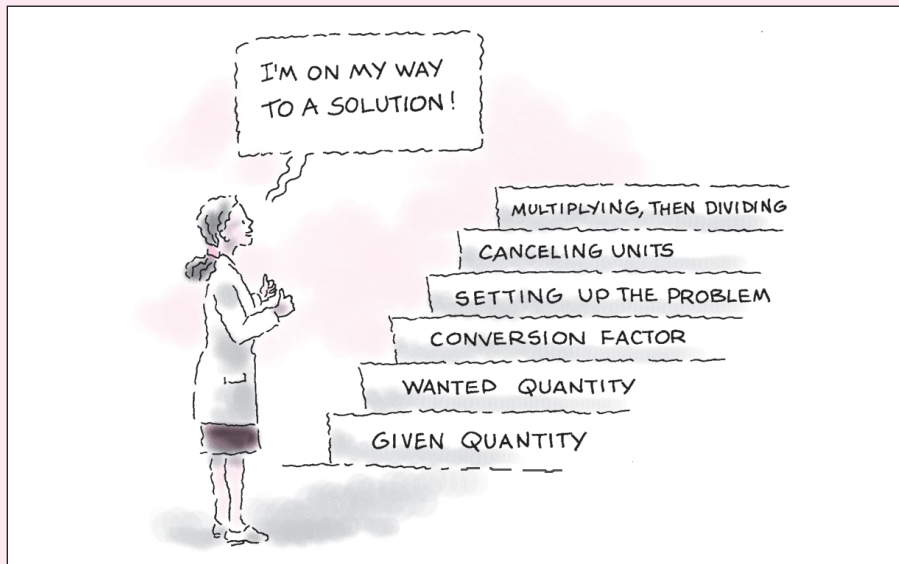 I'M ON MY WAY
TO A SOLUTION!
MULTIPLYING, THEN DIVIDING
CANCELING UNITS
SETTING UP THE PROBLEM
CONVERSION FACTOR
WANTED QUANTITY
GIVEN QUANTITY